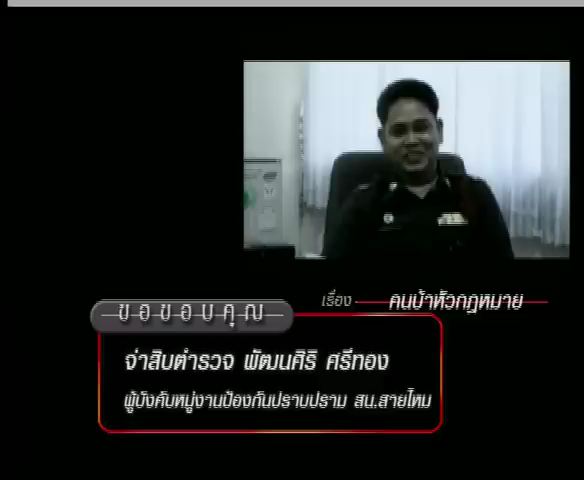 เรื่อง คนบ้าหัวกฎหมาย
ขอขอบคุณ
จ่าสิบตำรวจ พัฒนศิริ ศรีทอง
ผู้บังคับหมู่งานป้องกันปราบปราม สน.สายไหม